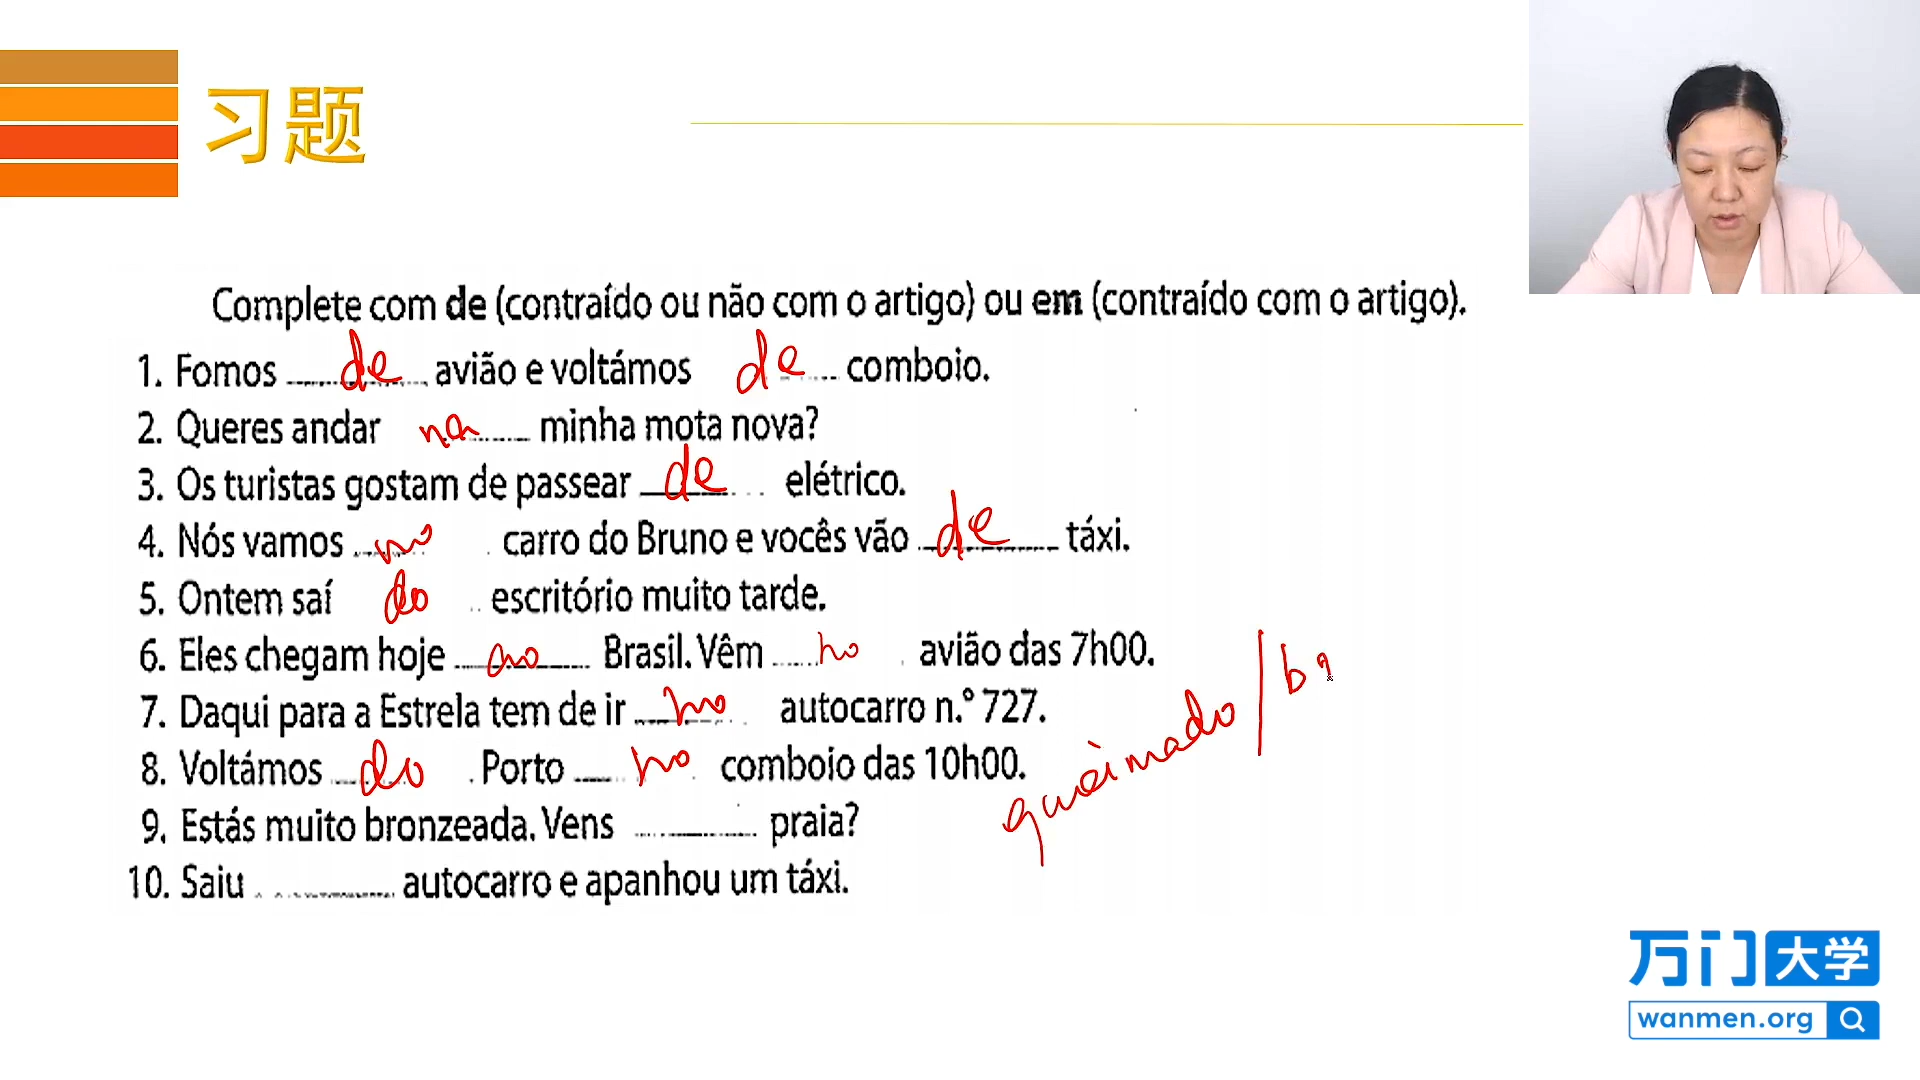 习题
Complete com de (contraído ou não com o artigo) ou em (contraído com o artigo).
1. Fomos de avião e voltámos de comboio.
2. Queres andar na minha mota nova?
3. Os turistas gostam de passear de elétrico.
4. Nós vamos no carro do Bruno e vocês vão de táxi.
5. Ontem saí do escritório muito tarde.
6. Eles chegam hoje ao Brasil. Vêm no avião das 7h00.
7. Daqui para a Estrela tem de ir no autocarro n.º 727.
8. Voltámos do Porto no comboio das 10h00.
9. Estás muito bronzeada. Vens praia?
10. Saiu autocarro e apanhou um táxi.
queimado /
万门大学
wanmen.org